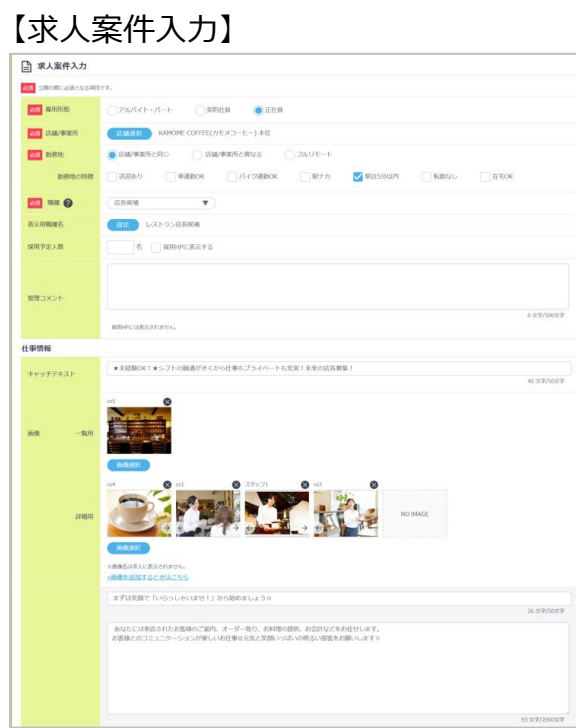 【求人案件入力】
求人案件入力
必須 公開の際に必須となる項目です。
必須 雇用形態 アルバイト・パート 契約社員 正社員
必須 店舗/事業所 店舗選択 KAMOME COFFEE(カモメコーヒー) 本社
必須 勤務地 店舗/事業所と同じ 店舗/事業所と異なる フルリモート
勤務地の特徴 送迎あり 車通勤OK バイク通勤OK 駅ナカ 駅近5分以内 転勤なし 在宅OK
必須 職種 ? 店長候補 ▼
表示用職種名 設定 レストラン店長候補
採用予定人数 名 採用HPに表示する
管理コメント
0 文字/500文字
採用HPには表示されません。
仕事情報
キャッチテキスト ★未経験OK！★シフトの融通がきくから仕事もプライベートも充実！未来の店長募集！
40 文字/50文字
cs5
画像 一覧用
画像選択
cs4 cs1 スタッフ1 cs2
詳細用 NO IMAGE
画像選択
※画像名は求人に表示されません。
»画像を追加するときはこちら
まずは笑顔で「いらっしゃいませ！」から始めましょう☆
26 文字/50文字
あなたには来店されたお客様のご案内、オーダー取り、お料理の提供、お会計などをお任せします。
お客様とのコミュニケーションが楽しいお仕事☆元気と笑顔いっぱいの明るい接客をお願いします☆
93 文字/2000文字